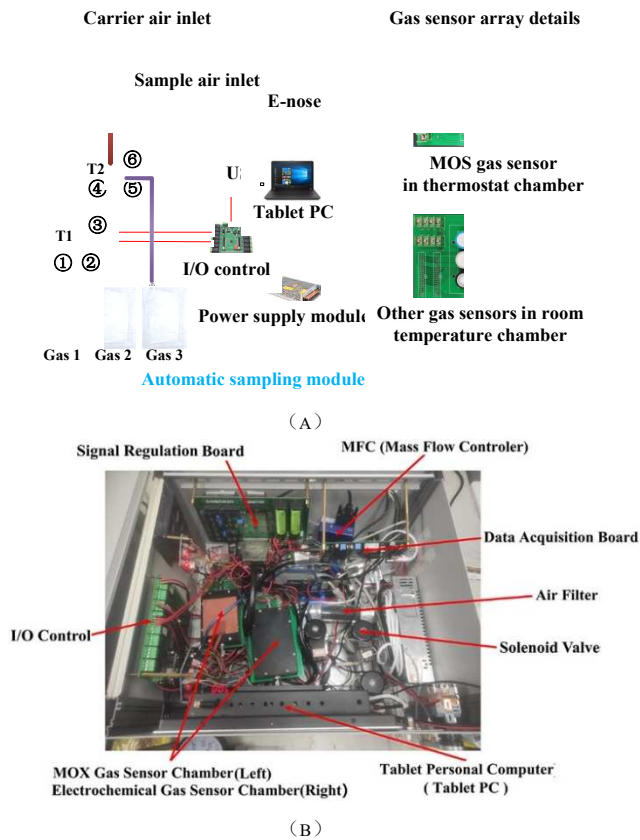 Carrier air inlet
Gas sensor array details
Sample air inlet
E-nose
⑥
T2
④
⑤
MOS gas sensor
in thermostat chamber
Tablet PC
③
T1
① ②
I/O control
Power supply module
Other gas sensors in room
temperature chamber
Gas 1 Gas 2 Gas 3
Automatic sampling module
（A）
Signal Regulation Board
MFC (Mass Flow Controler)
Data Acquisition Board
Air Filter
I/O Control
Solenoid Valve
MOX Gas Sensor Chamber(Left)
Electrochemical Gas Sensor Chamber(Right)
Tablet Personal Computer
( Tablet PC )
（B）